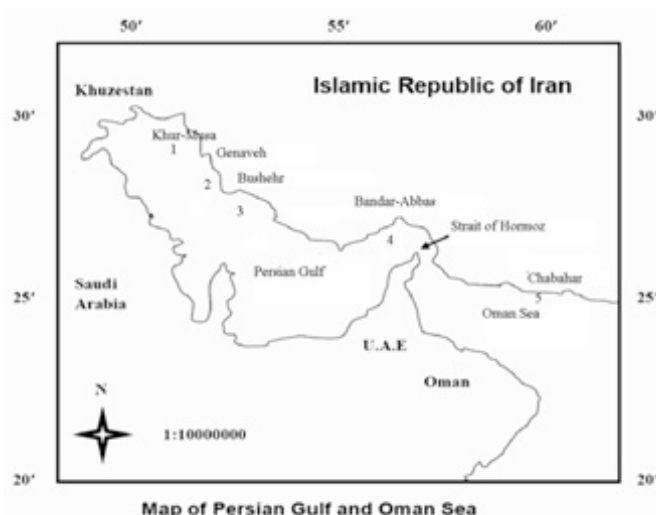 50′ 55′ 60′
Islamic Republic of Iran
Khuzestan
30′ 30′
Khur-Musa
1
Genaveh
2
Bushehr
3
Bandar-Abbas
4
Strait of Hormoz
Persian Gulf
Chabahar
5
Saudi
Arabia
25′ 25′
Oman Sea
U.A.E
Oman
N
1:10000000
20′ 20′
Map of Persian Gulf and Oman Sea